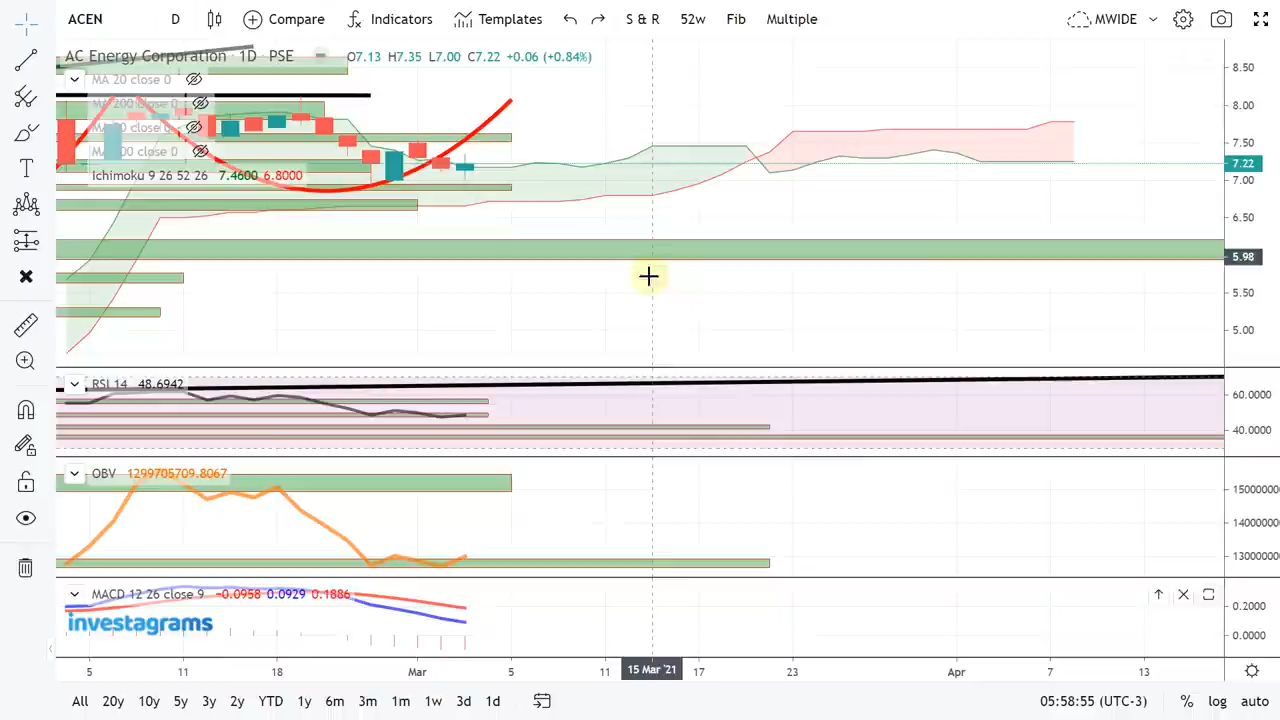 ACEN D Compare Indicators Templates S & R 52w Fib Multiple MWIDE
AC Energy Corporation · 1D · PSE O7.13 H7.35 L7.00 C7.22 +0.06 (+0.84%)
MA 20 close 0
MA 200 close 0
close 0
close 0
Ichimoku 9 26 52 26 7.4600 6.8000
8.50
8.00
7.50
7.22
7.00
6.50
5.98
5.50
5.00
RSI 14 48.6942
60.0000
40.0000
OBV 1299705709.8067
15000000
14000000
13000000
MACD 12 26 close 9 −0.0958 0.0929 0.1886
0.2000
0.0000
investagrams
5 11 18 Mar 5 11 15 Mar '21 17 23 Apr 7 13
All 20y 10y 5y 3y 2y YTD 1y 6m 3m 1m 1w 3d 1d 05:58:55 (UTC-3) % log auto